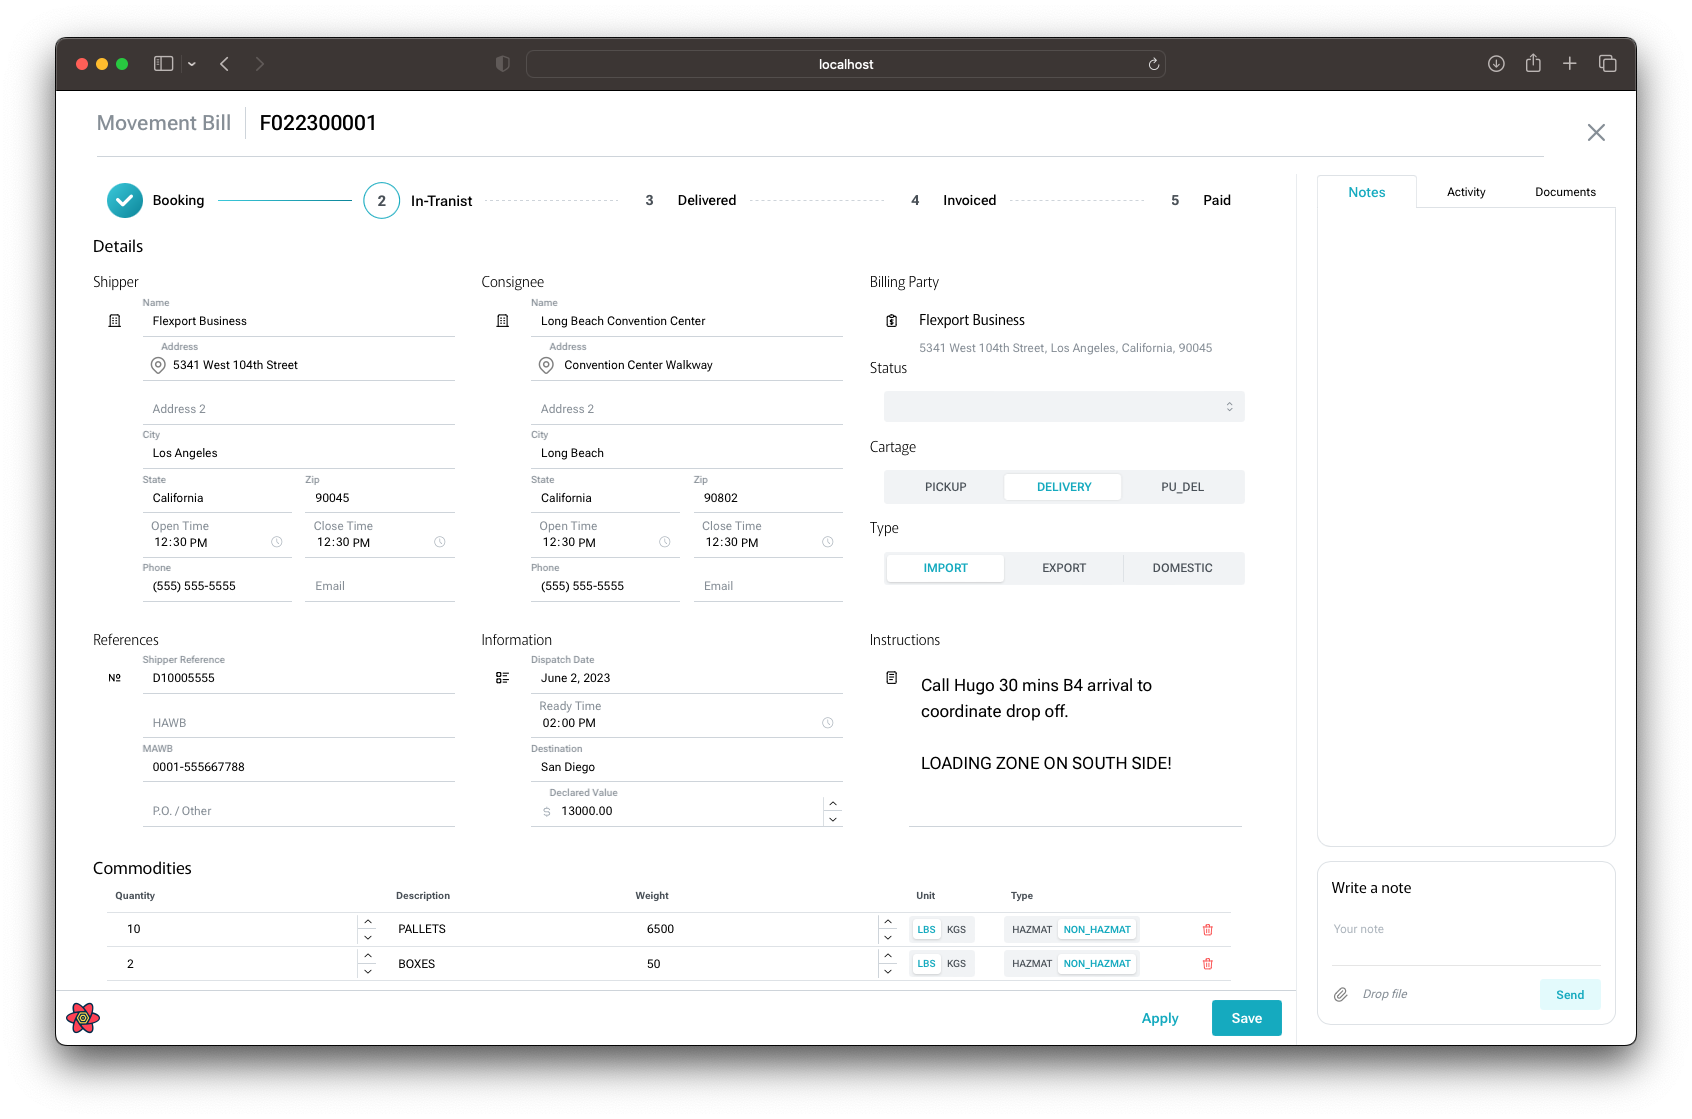 localhost
Movement Bill F022300001
Booking 2 In-Tranist 3 Delivered 4 Invoiced 5 Paid
Details
Shipper
Name
Flexport Business
Address
5341 West 104th Street
Address 2
City
Los Angeles
State Zip
California 90045
Open Time Close Time
12:30 PM 12:30 PM
Phone
(555) 555-5555 Email
Consignee
Name
Long Beach Convention Center
Address
Convention Center Walkway
Address 2
City
Long Beach
State Zip
California 90802
Open Time Close Time
12:30 PM 12:30 PM
Phone
(555) 555-5555 Email
Billing Party
Flexport Business
5341 West 104th Street, Los Angeles, California, 90045
Status
Cartage
PICKUP DELIVERY PU_DEL
Type
IMPORT EXPORT DOMESTIC
References
Shipper Reference
№ D10005555
HAWB
MAWB
0001-555667788
P.O. / Other
Information
Dispatch Date
June 2, 2023
Ready Time
02:00 PM
Destination
San Diego
Declared Value
$ 13000.00
Instructions
Call Hugo 30 mins B4 arrival to
coordinate drop off.
LOADING ZONE ON SOUTH SIDE!
Commodities
Quantity Description Weight Unit Type
10 PALLETS 6500 LBS KGS HAZMAT NON_HAZMAT
2 BOXES 50 LBS KGS HAZMAT NON_HAZMAT
Apply Save
Notes Activity Documents
Write a note
Your note
Drop file Send